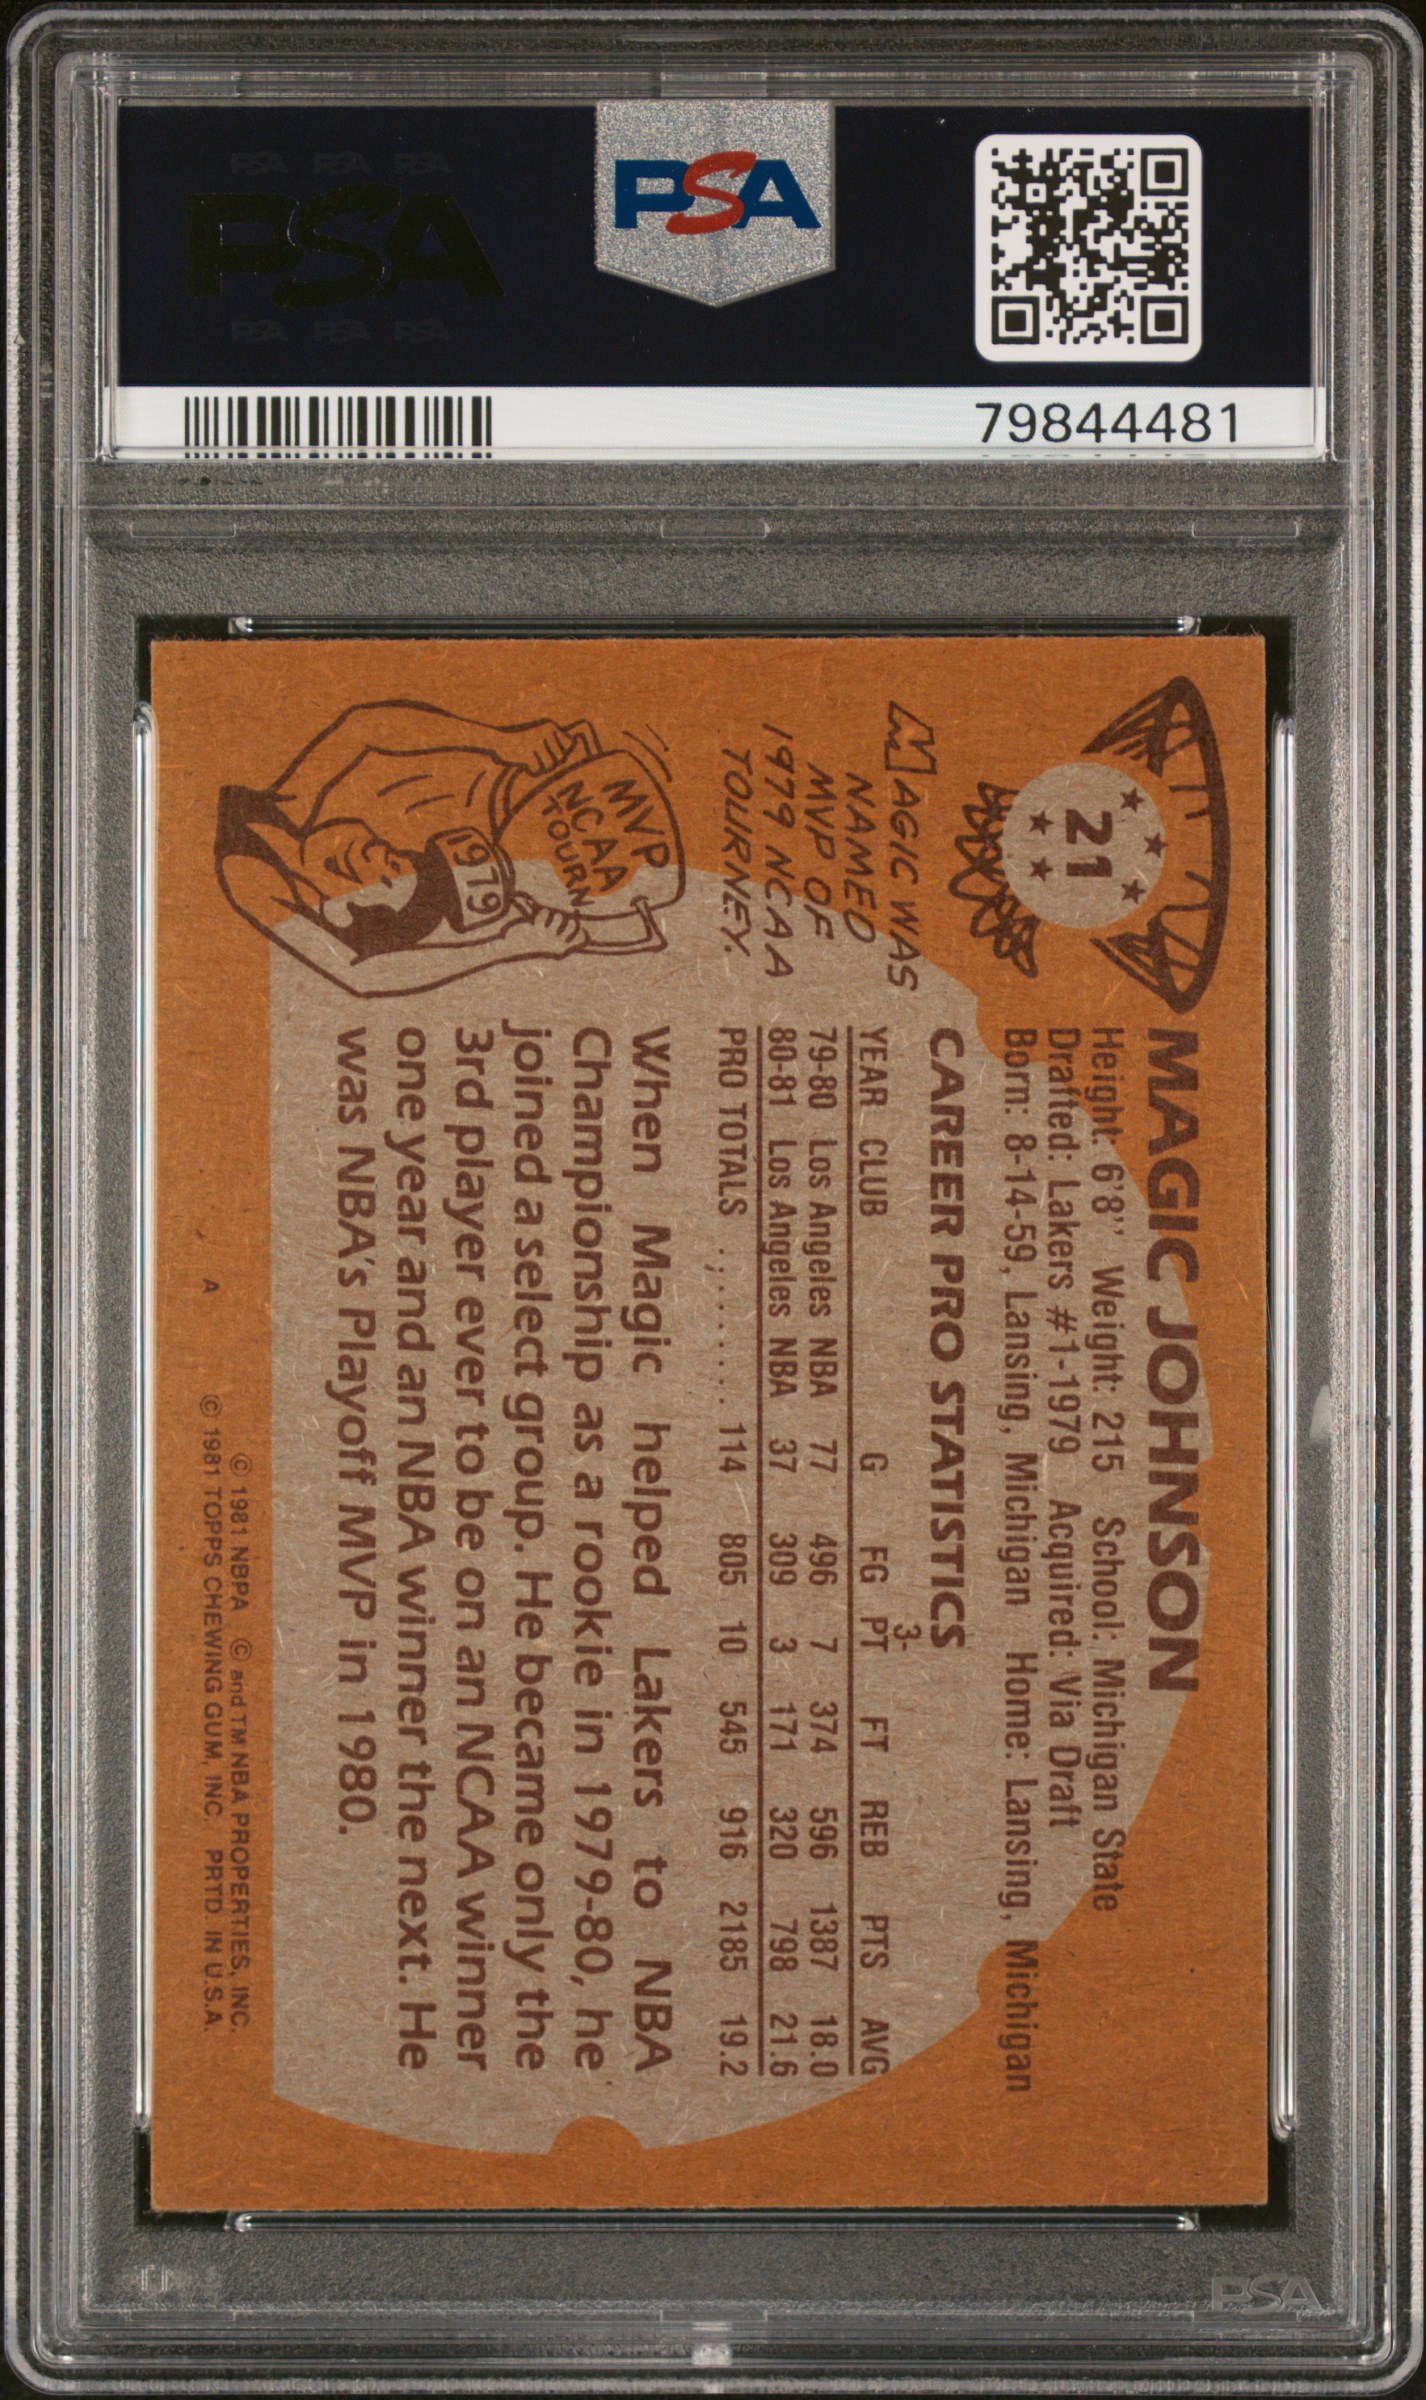 PSA PSA PSA
PSA
PSA PSA PSA
PSA
79844481
21
MAGIC JOHNSON
Height: 6'8" Weight: 215 School: Michigan State
Drafted: Lakers #1-1979 Acquired: Via Draft
Born: 8-14-59, Lansing, Michigan Home: Lansing, Michigan
MAGIC WAS
NAMED
MVP OF
1979 NCAA
TOURNEY.
MVP
NCAA
TOURN.
1979
CAREER PRO STATISTICS
YEAR CLUB G FG 3-PT FT REB PTS AVG
79-80 Los Angeles NBA 77 496 7 374 596 1387 18.0
80-81 Los Angeles NBA 37 309 3 171 320 798 21.6
PRO TOTALS ......... 114 805 10 545 916 2185 19.2
When Magic helped Lakers to NBA
Championship as a rookie in 1979-80, he
joined a select group. He became only the
3rd player ever to be on an NCAA winner
one year and an NBA winner the next. He
was NBA's Playoff MVP in 1980.
© 1981 NBPA © and TM NBA PROPERTIES, INC.
A © 1981 TOPPS CHEWING GUM, INC. PRTD. IN U.S.A.
PSA